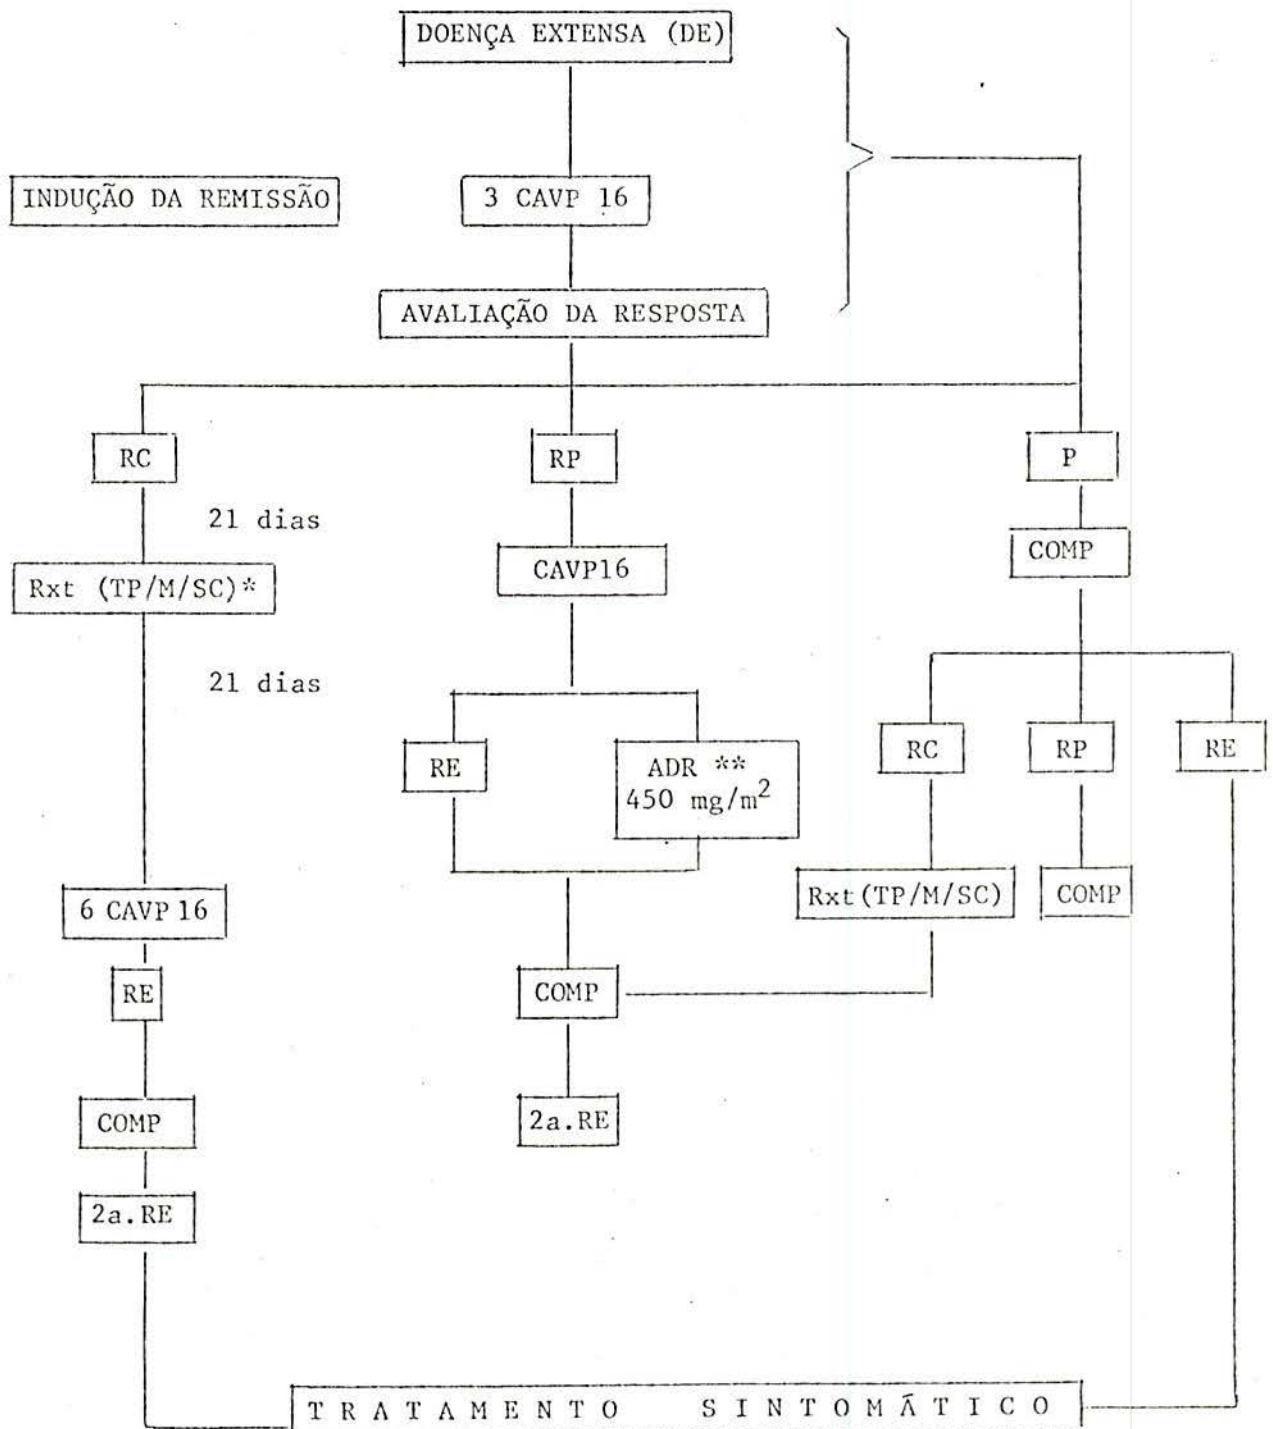 DOENÇA EXTENSA (DE)
INDUÇÃO DA REMISSÃO
3 CAVP 16
AVALIAÇÃO DA RESPOSTA
RC
RP
P
21 dias
COMP
CAVP16
Rxt (TP/M/SC)*
21 dias
RE
ADR **
450 mg/m²
RC
RP
RE
6 CAVP 16
Rxt(TP/M/SC)
COMP
RE
COMP
COMP
2a.RE
2a.RE
TRATAMENTO SINTOMÃTICO